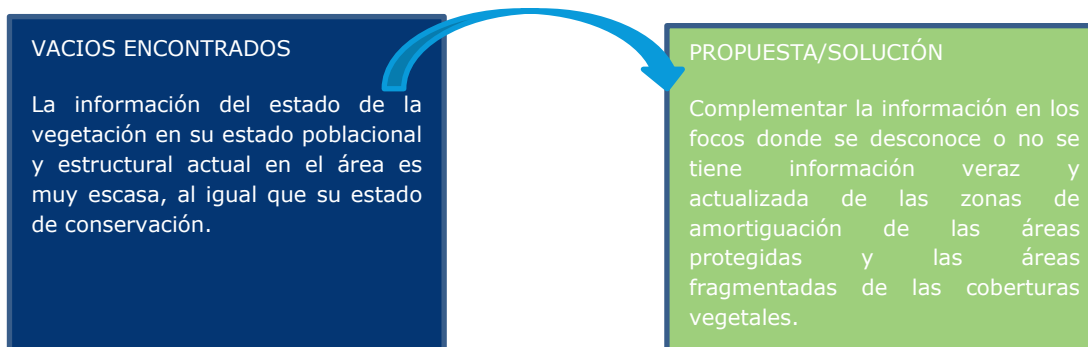 VACIOS ENCONTRADOS
La información del estado de la
vegetación en su estado poblacional
y estructural actual en el área es
muy escasa, al igual que su estado
de conservación.
PROPUESTA/SOLUCIÓN
Complementar la información en los
focos donde se desconoce o no se
tiene información veraz y
actualizada de las zonas de
amortiguación de las áreas
protegidas y las áreas
fragmentadas de las coberturas
vegetales.